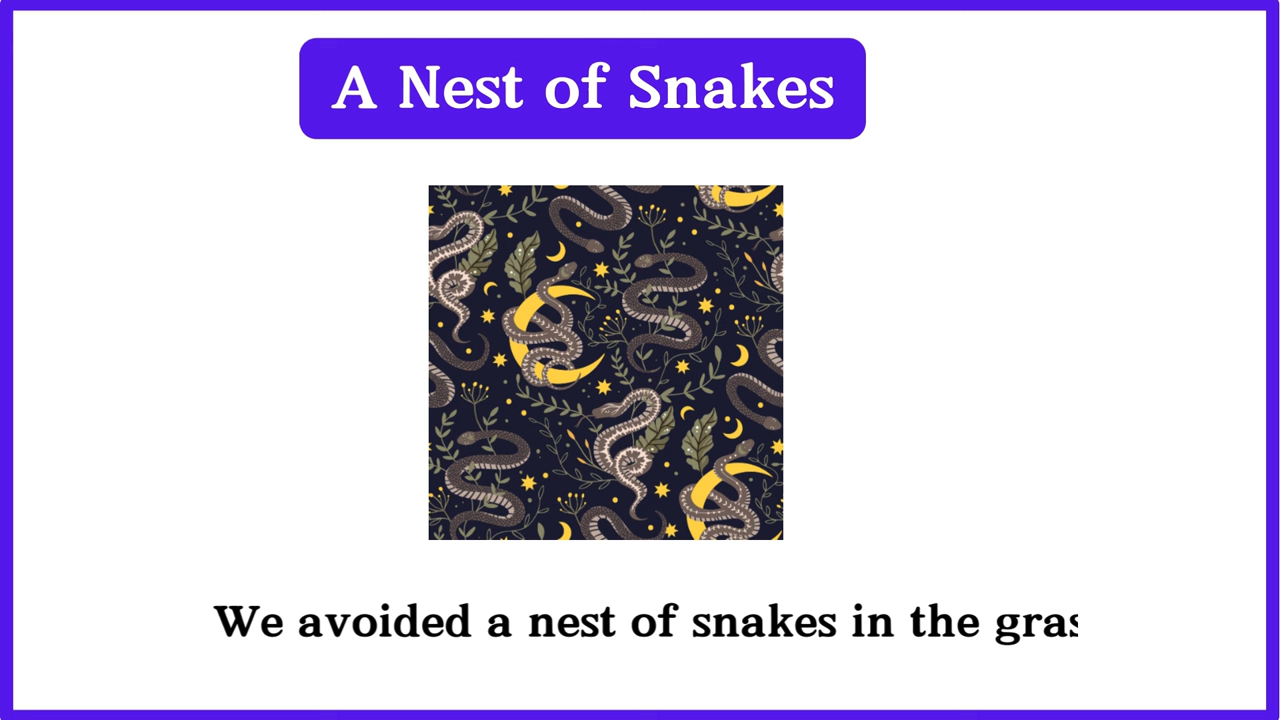 A Nest of Snakes
We avoided a nest of snakes in the gras